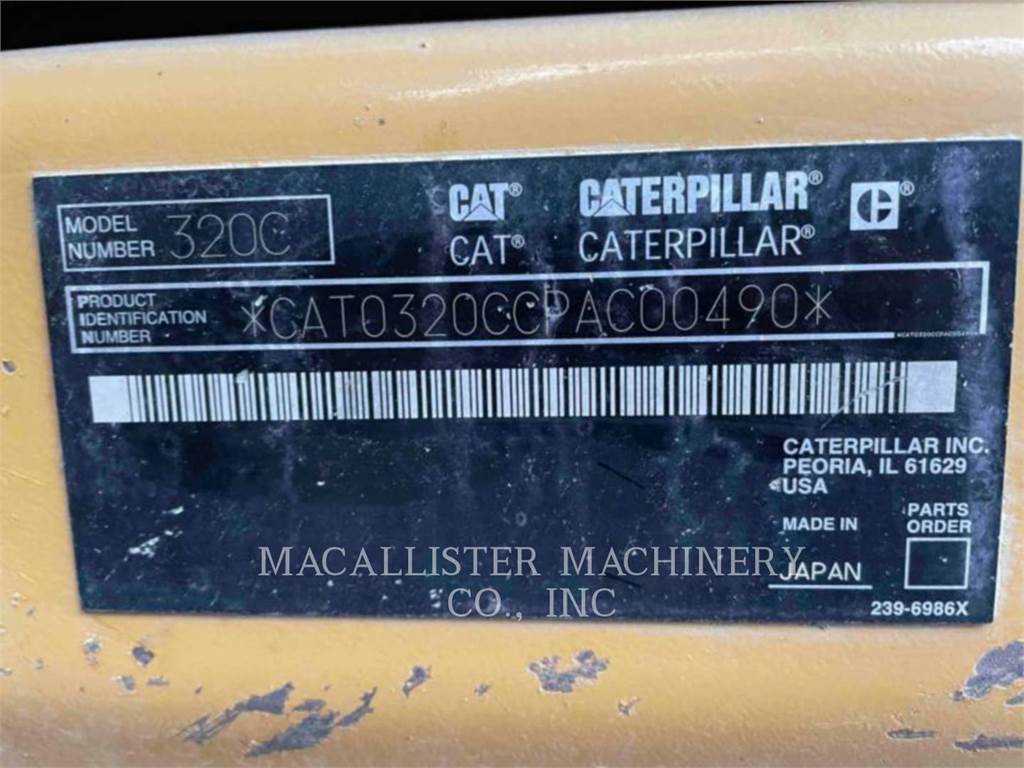 MODEL
NUMBER 320C
CAT® CATERPILLAR®
CAT® CATERPILLAR®
PRODUCT
IDENTIFICATION
NUMBER
*CAT0320CCPAC00490*
*CAT0320CCPAC00490*
CATERPILLAR INC.
PEORIA, IL 61629
USA
MADE IN
JAPAN
PARTS
ORDER
239-6986X
MACALLISTER MACHINERY
CO., INC